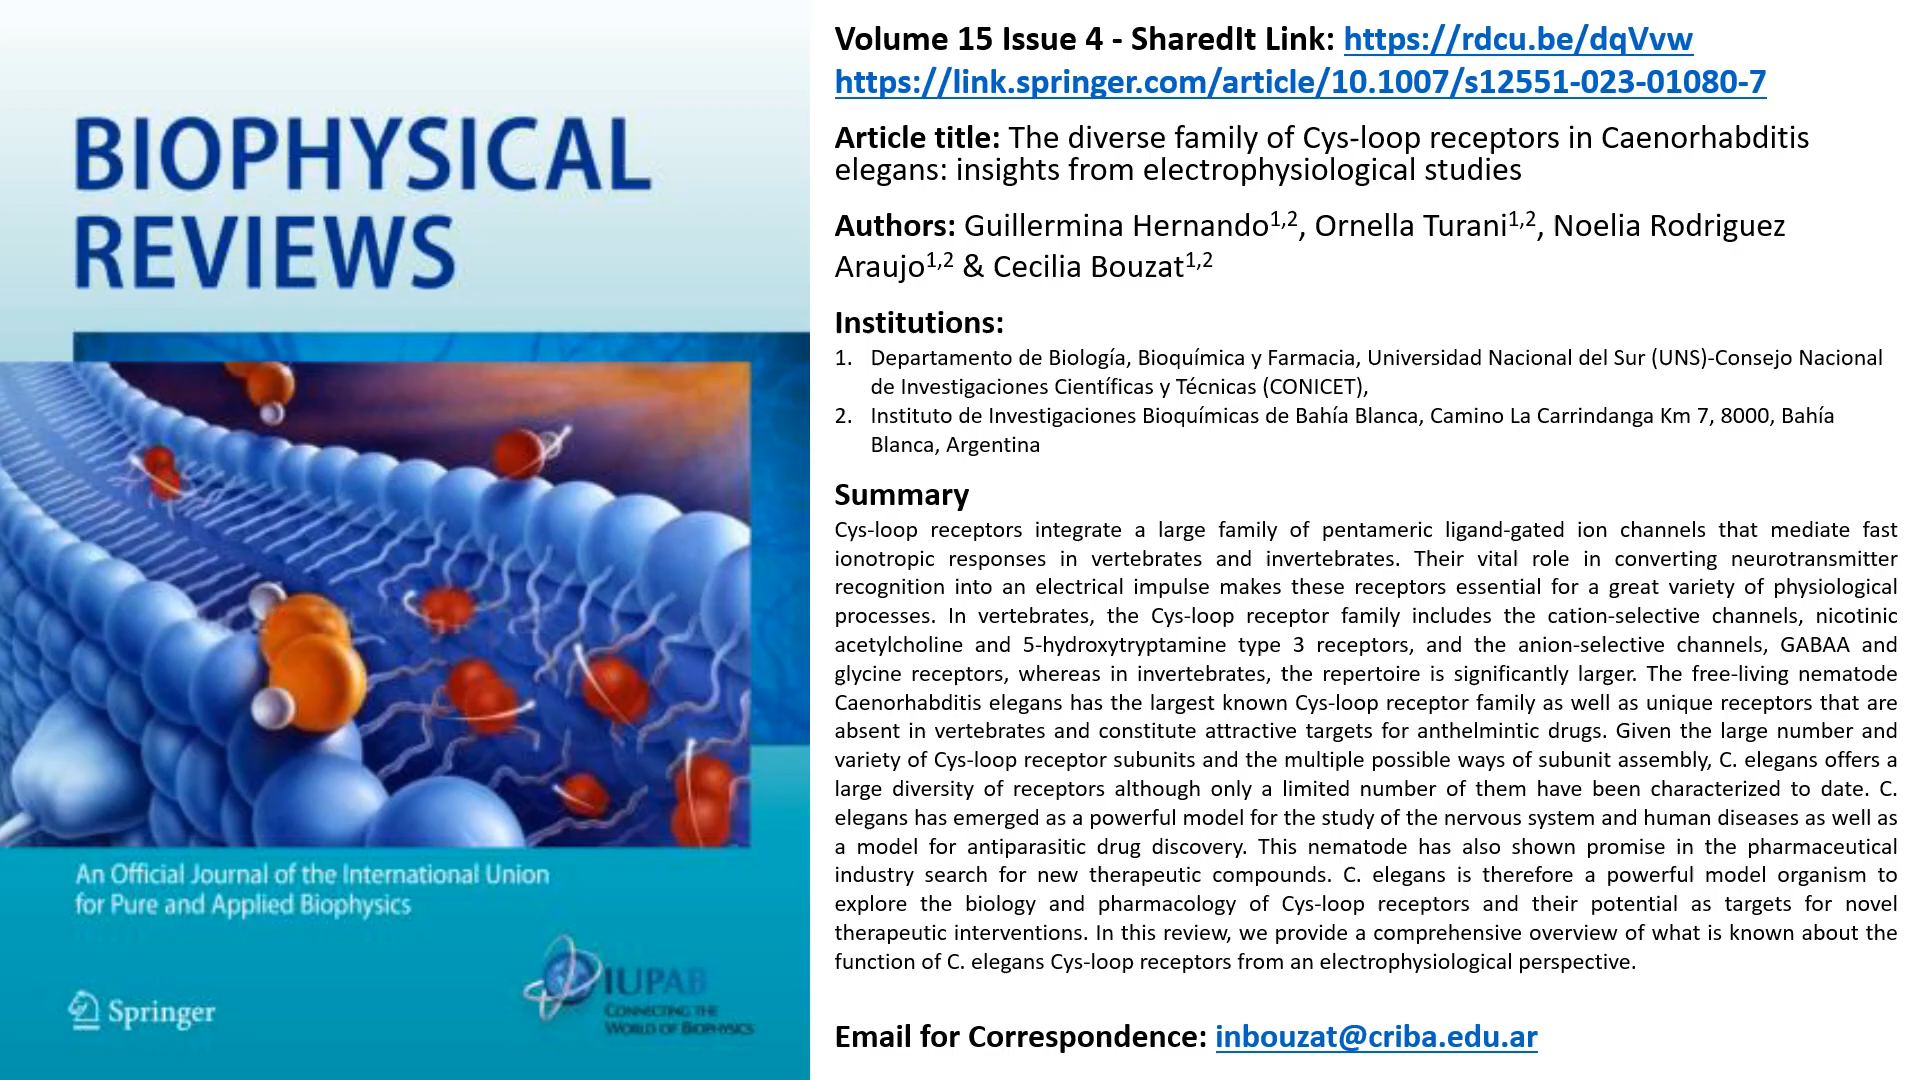 BIOPHYSICAL
REVIEWS
An Official Journal of the International Union
for Pure and Applied Biophysics
Springer
IUPAB
CONNECTING THE
WORLD OF BIOPHYSICS
Volume 15 Issue 4 - SharedIt Link: https://rdcu.be/dqVvw
https://link.springer.com/article/10.1007/s12551-023-01080-7
Article title: The diverse family of Cys-loop receptors in Caenorhabditis
elegans: insights from electrophysiological studies
Authors: Guillermina Hernando1,2, Ornella Turani1,2, Noelia Rodriguez
Araujo1,2 & Cecilia Bouzat1,2
Institutions:
1. Departamento de Biología, Bioquímica y Farmacia, Universidad Nacional del Sur (UNS)-Consejo Nacional
de Investigaciones Científicas y Técnicas (CONICET),
2. Instituto de Investigaciones Bioquímicas de Bahía Blanca, Camino La Carrindanga Km 7, 8000, Bahía
Blanca, Argentina
Summary
Cys-loop receptors integrate a large family of pentameric ligand-gated ion channels that mediate fast
ionotropic responses in vertebrates and invertebrates. Their vital role in converting neurotransmitter
recognition into an electrical impulse makes these receptors essential for a great variety of physiological
processes. In vertebrates, the Cys-loop receptor family includes the cation-selective channels, nicotinic
acetylcholine and 5-hydroxytryptamine type 3 receptors, and the anion-selective channels, GABAA and
glycine receptors, whereas in invertebrates, the repertoire is significantly larger. The free-living nematode
Caenorhabditis elegans has the largest known Cys-loop receptor family as well as unique receptors that are
absent in vertebrates and constitute attractive targets for anthelmintic drugs. Given the large number and
variety of Cys-loop receptor subunits and the multiple possible ways of subunit assembly, C. elegans offers a
large diversity of receptors although only a limited number of them have been characterized to date. C.
elegans has emerged as a powerful model for the study of the nervous system and human diseases as well as
a model for antiparasitic drug discovery. This nematode has also shown promise in the pharmaceutical
industry search for new therapeutic compounds. C. elegans is therefore a powerful model organism to
explore the biology and pharmacology of Cys-loop receptors and their potential as targets for novel
therapeutic interventions. In this review, we provide a comprehensive overview of what is known about the
function of C. elegans Cys-loop receptors from an electrophysiological perspective.
Email for Correspondence: inbouzat@criba.edu.ar